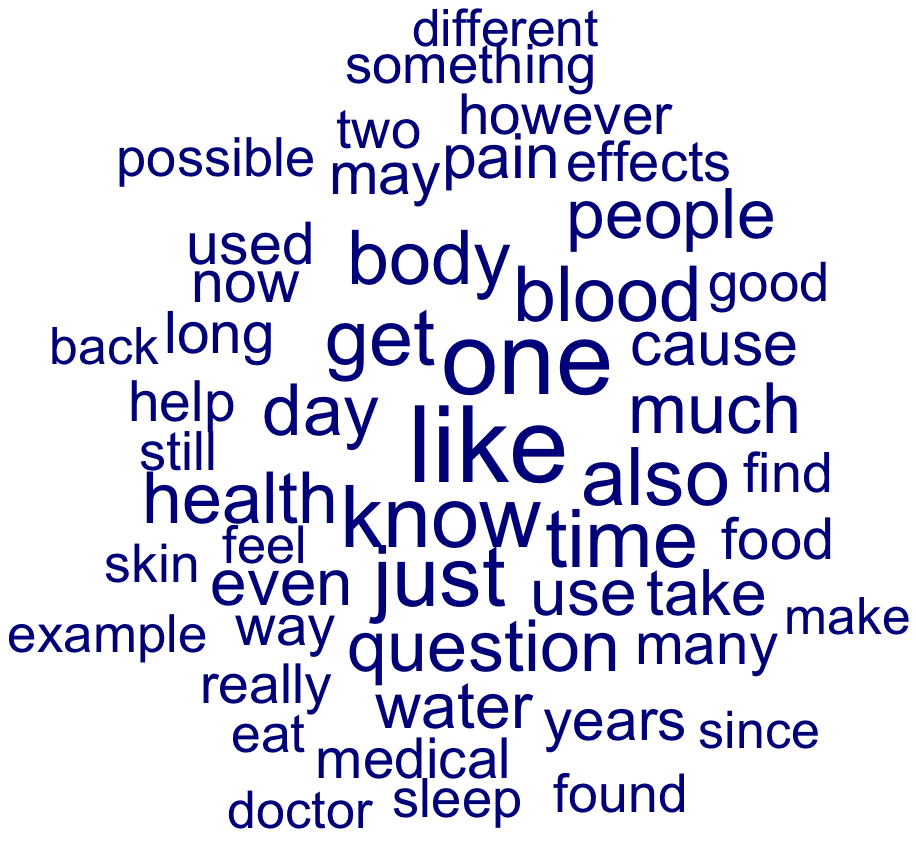 different
something
two however
possible may pain effects
people
used body
now blood good
back long get one cause
help day like much
still also find
health know time food
skin feel just
even use take make
example way question many
really water years since
eat medical
doctor sleep found